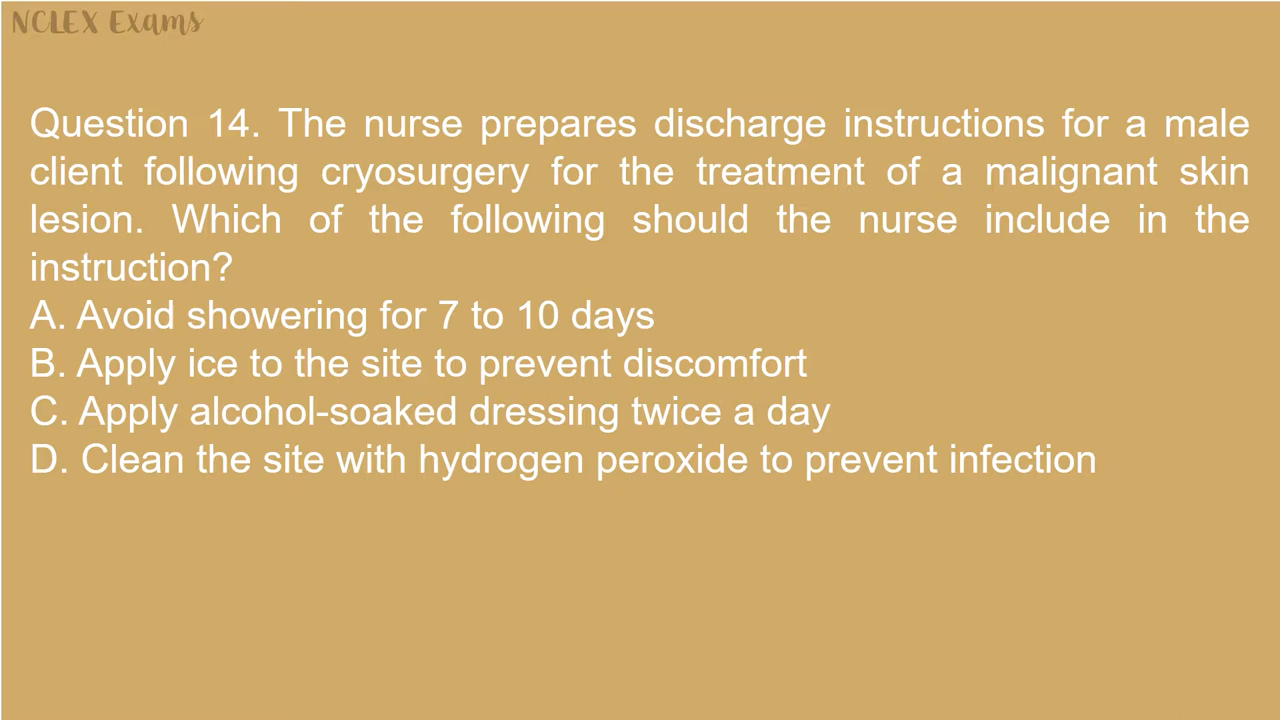 NCLEX Exams
Question 14. The nurse prepares discharge instructions for a male
client following cryosurgery for the treatment of a malignant skin
lesion. Which of the following should the nurse include in the
instruction?
A. Avoid showering for 7 to 10 days
B. Apply ice to the site to prevent discomfort
C. Apply alcohol-soaked dressing twice a day
D. Clean the site with hydrogen peroxide to prevent infection